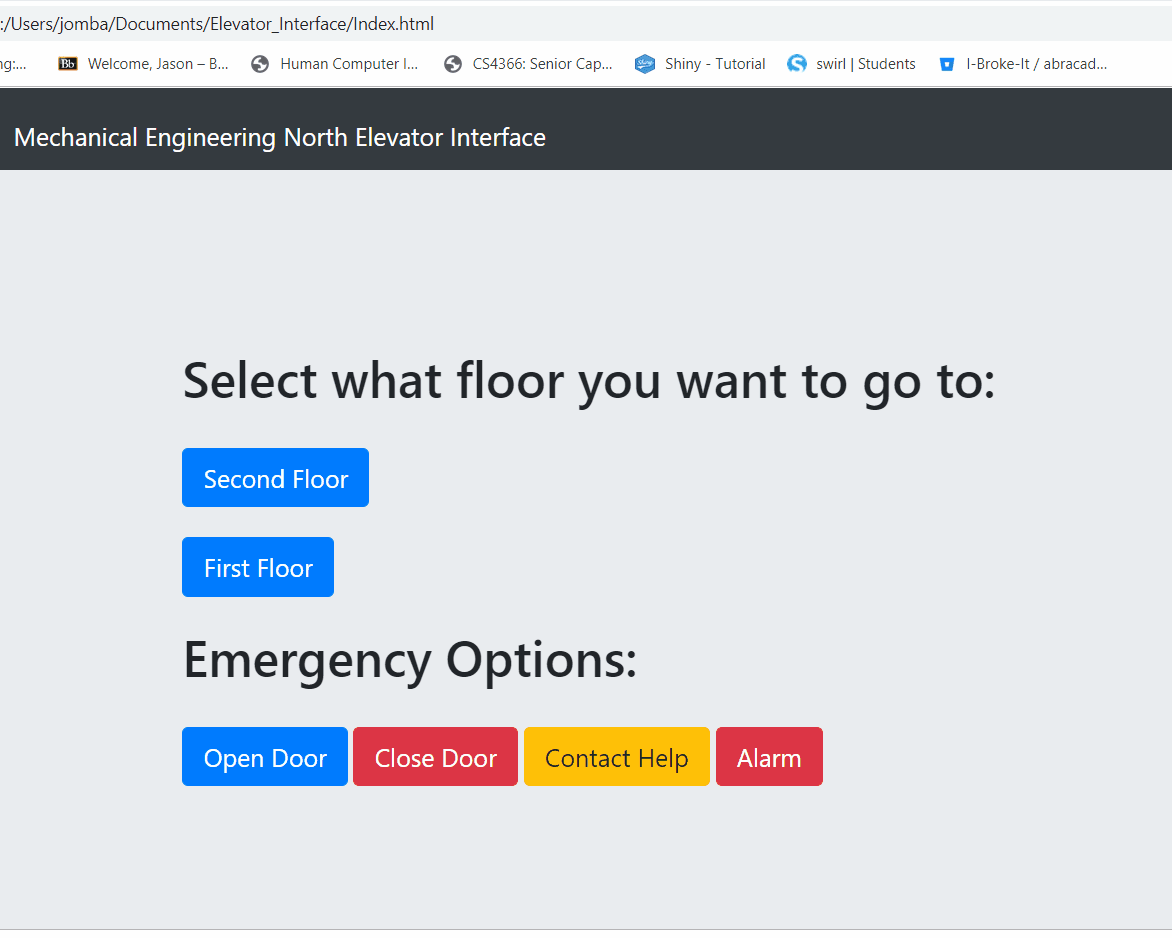 :/Users/jomba/Documents/Elevator_Interface/Index.html
ng:... Bb Welcome, Jason – B... Human Computer I... CS4366: Senior Cap... Shiny - Tutorial swirl | Students I-Broke-It / abracad...
Mechanical Engineering North Elevator Interface
Select what floor you want to go to:
Second Floor
First Floor
Emergency Options:
Open Door Close Door Contact Help Alarm